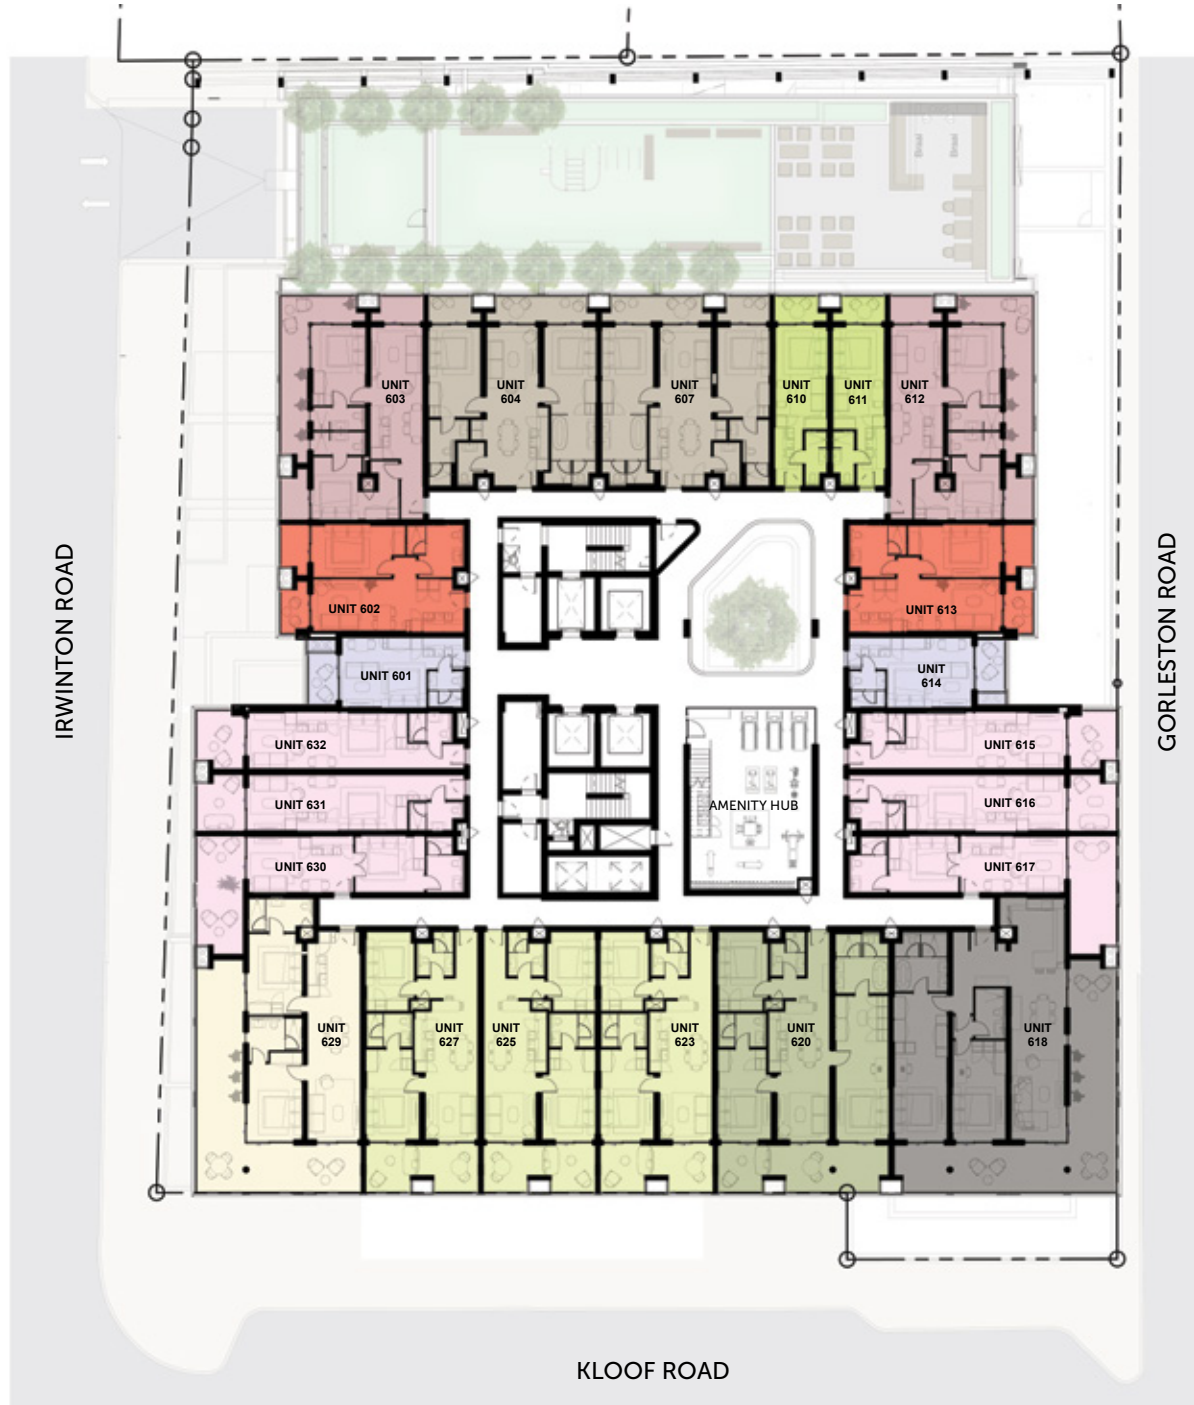 Braai
Braai
UNIT
603
UNIT
604
UNIT
607
UNIT
610
UNIT
611
UNIT
612
IRWINTON ROAD
GORLESTON ROAD
UNIT 602
UNIT 613
UNIT 601
UNIT
614
UNIT 632
UNIT 615
UNIT 631
UNIT 616
AMENITY HUB
UNIT 630
UNIT 617
UNIT
629
UNIT
627
UNIT
625
UNIT
623
UNIT
620
UNIT
618
KLOOF ROAD